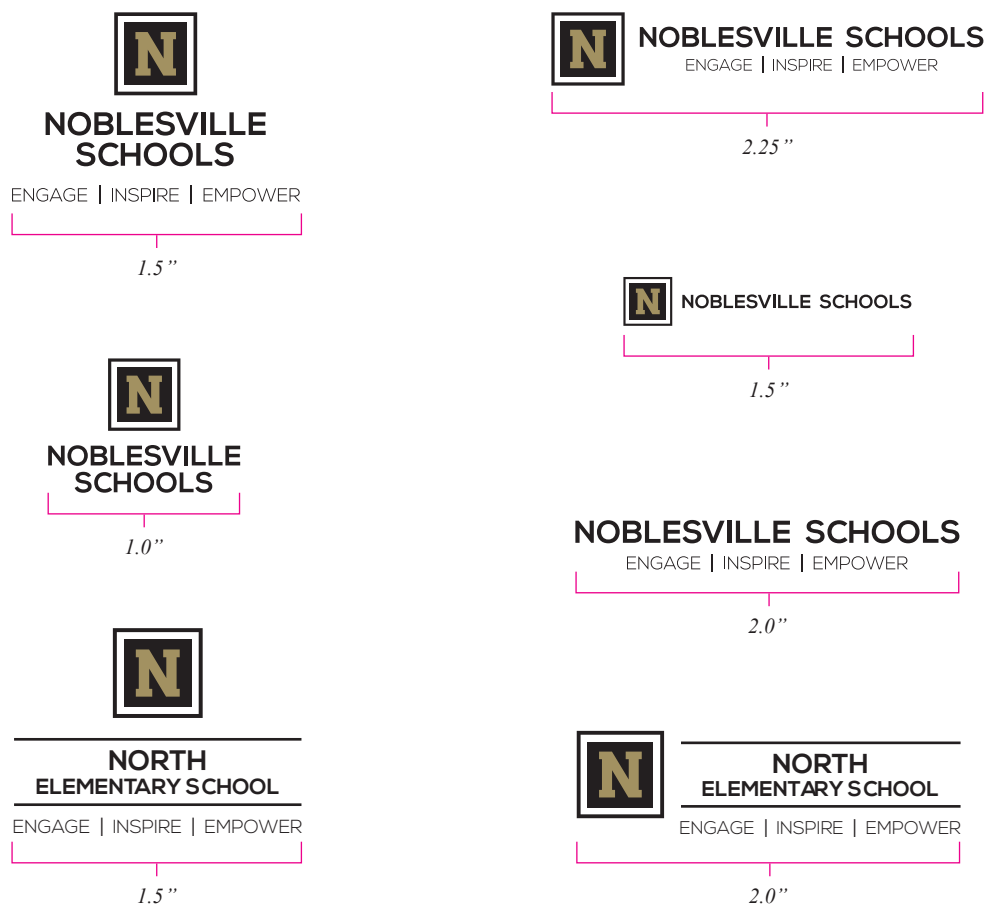 N
NOBLESVILLE
SCHOOLS
ENGAGE | INSPIRE | EMPOWER
1.5”
N
NOBLESVILLE SCHOOLS
ENGAGE | INSPIRE | EMPOWER
2.25”
N
NOBLESVILLE SCHOOLS
1.5”
N
NOBLESVILLE
SCHOOLS
1.0”
NOBLESVILLE SCHOOLS
ENGAGE | INSPIRE | EMPOWER
2.0”
N
NORTH
ELEMENTARY SCHOOL
ENGAGE | INSPIRE | EMPOWER
1.5”
N
NORTH
ELEMENTARY SCHOOL
ENGAGE | INSPIRE | EMPOWER
2.0”